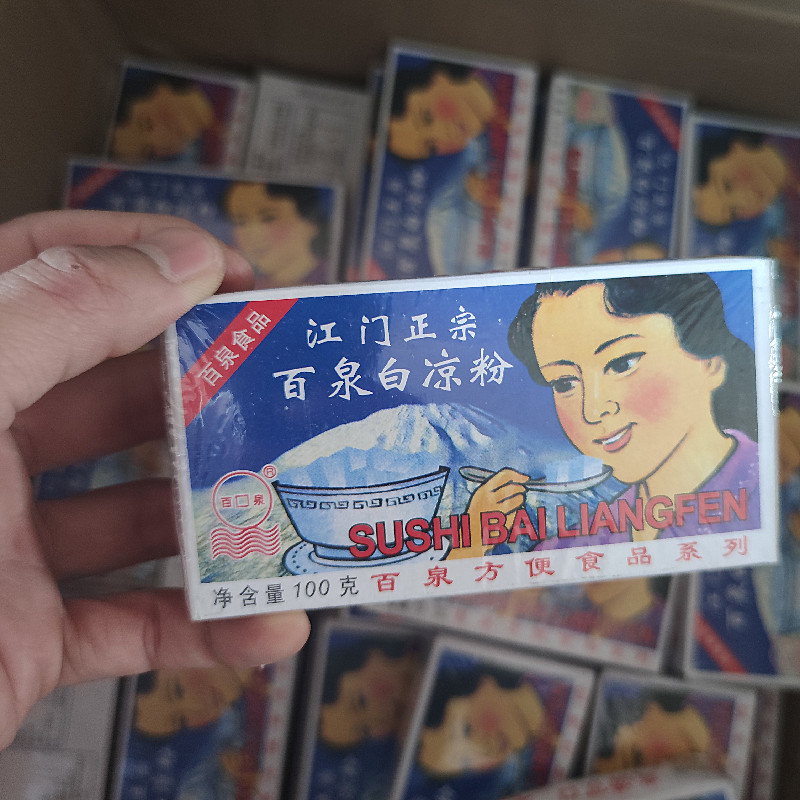 百泉食品
江门正宗
百泉白凉粉
百 泉
®
SUSHI BAI LIANGFEN
净含量100克 百泉方便食品系列